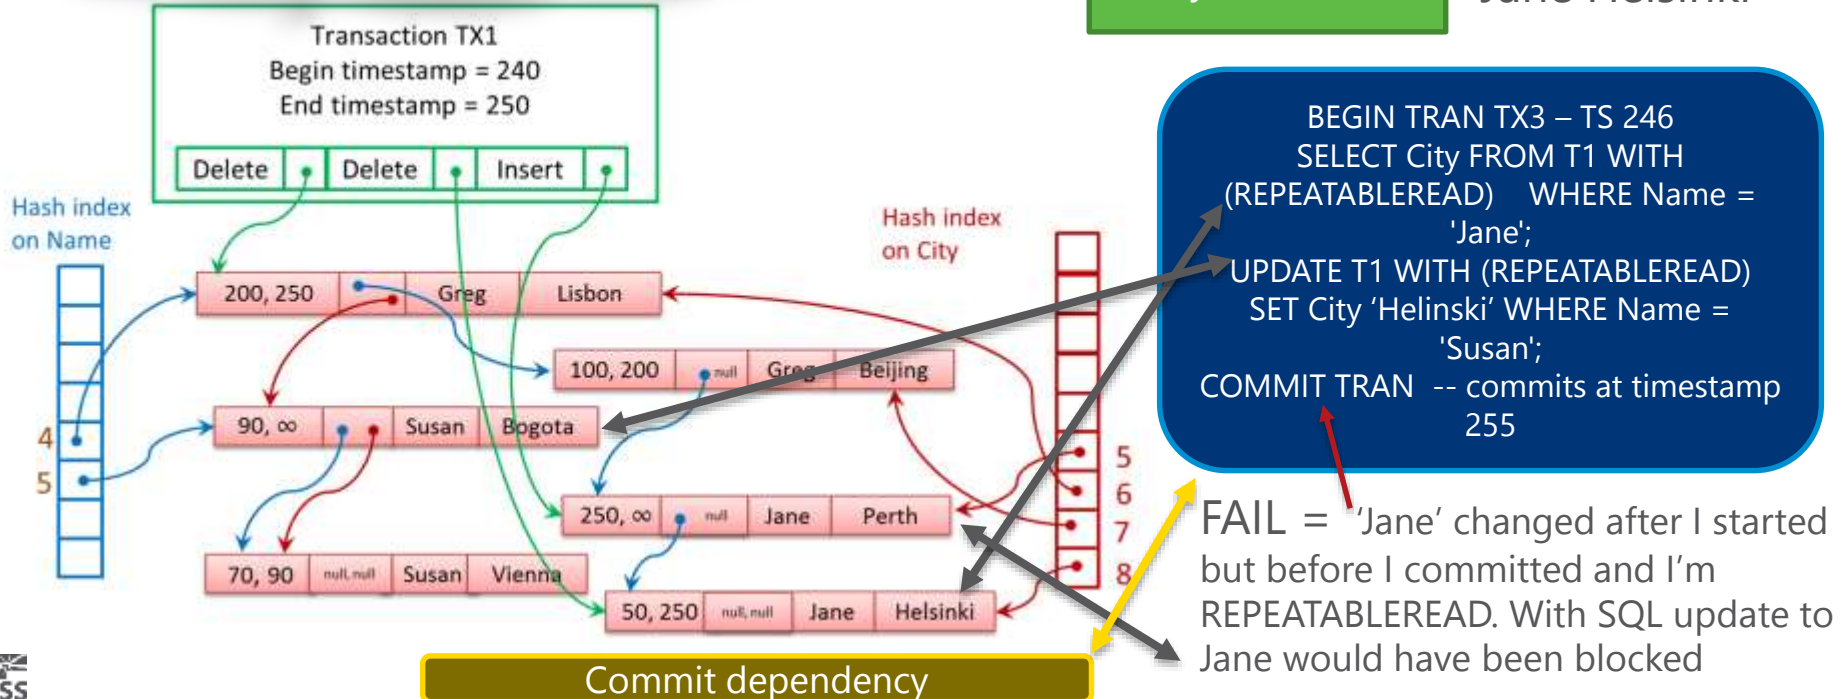 Jane Helsinki
Transaction TX1
Begin timestamp = 240
End timestamp = 250
Delete
Delete
Insert
Hash index
on Name
Hash index
on City
200, 250
Greg
Lisbon
100, 200
null
Greg
Beijing
90, ∞
Susan
Bogota
250, ∞
null
Jane
Perth
70, 90
null, null
Susan
Vienna
50, 250
null, null
Jane
Helsinki
4
5
5
6
7
8
BEGIN TRAN TX3 – TS 246
SELECT City FROM T1 WITH
(REPEATABLEREAD) WHERE Name =
'Jane';
UPDATE T1 WITH (REPEATABLEREAD)
SET City ‘Helinski’ WHERE Name =
'Susan';
COMMIT TRAN -- commits at timestamp
255
FAIL = ‘Jane’ changed after I started
but before I committed and I’m
REPEATABLEREAD. With SQL update to
Jane would have been blocked
Commit dependency